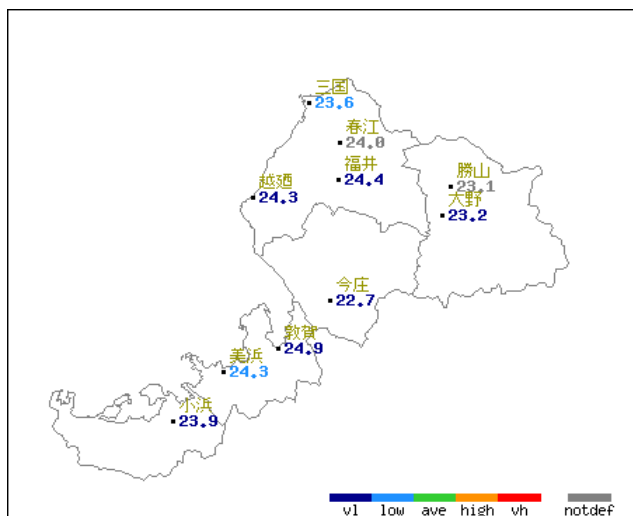 三国
23.6
春江
24.0
福井
24.4
越廼
24.3
勝山
23.1
大野
23.2
今庄
22.7
敦賀
24.9
美浜
24.3
小浜
23.9
vl low ave high vh notdef